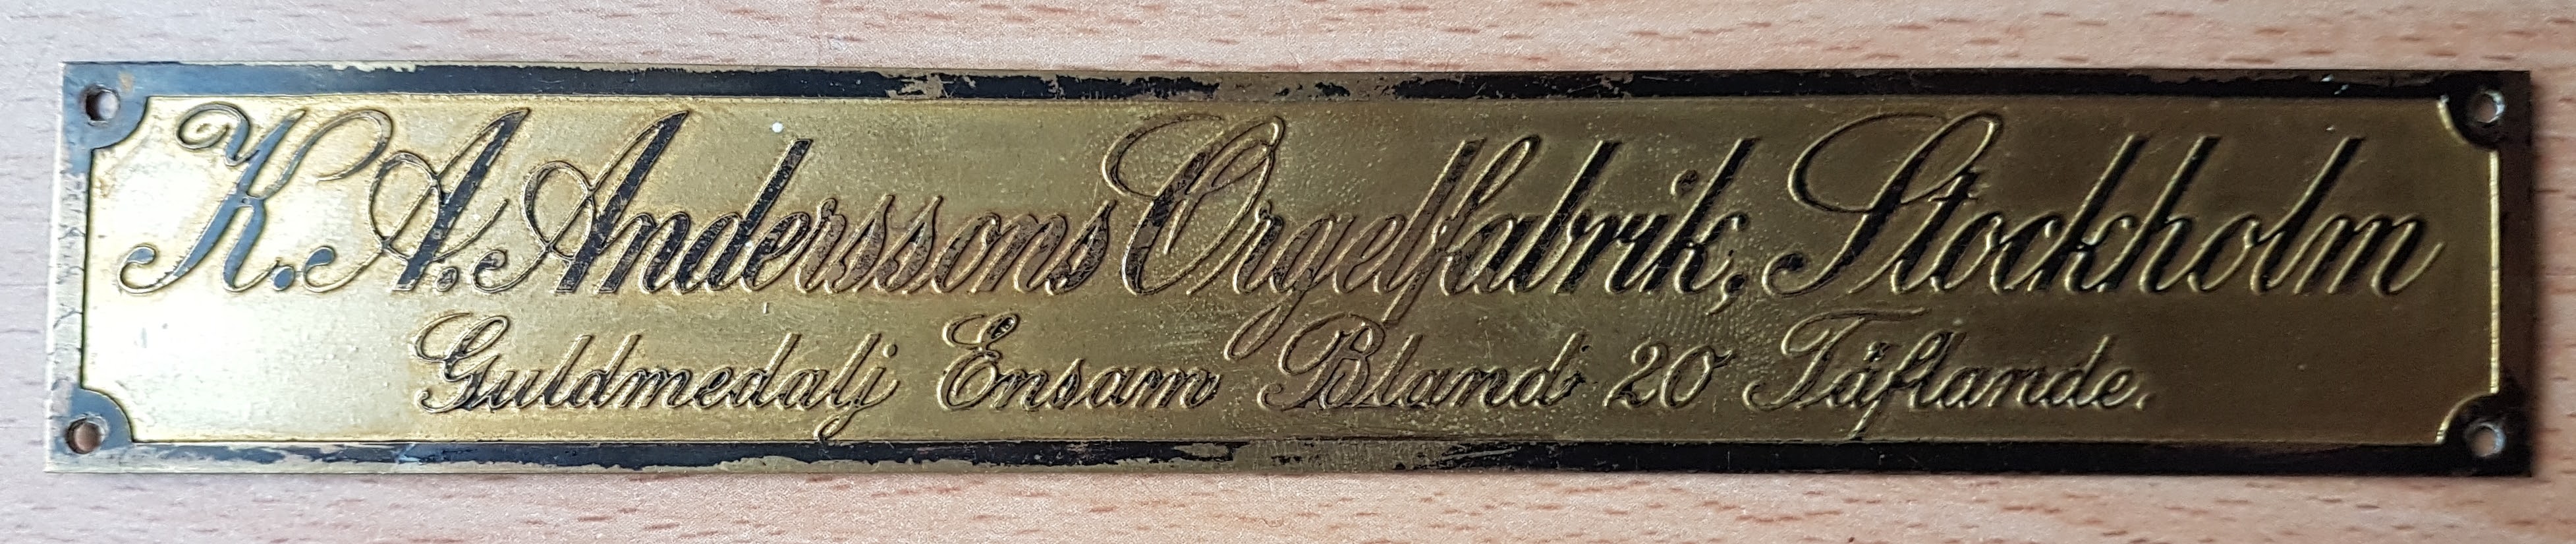 K. A. Anderssons Orgelfabrik, Stockholm
Guldmedalj Ensam Bland 20 Täflande.